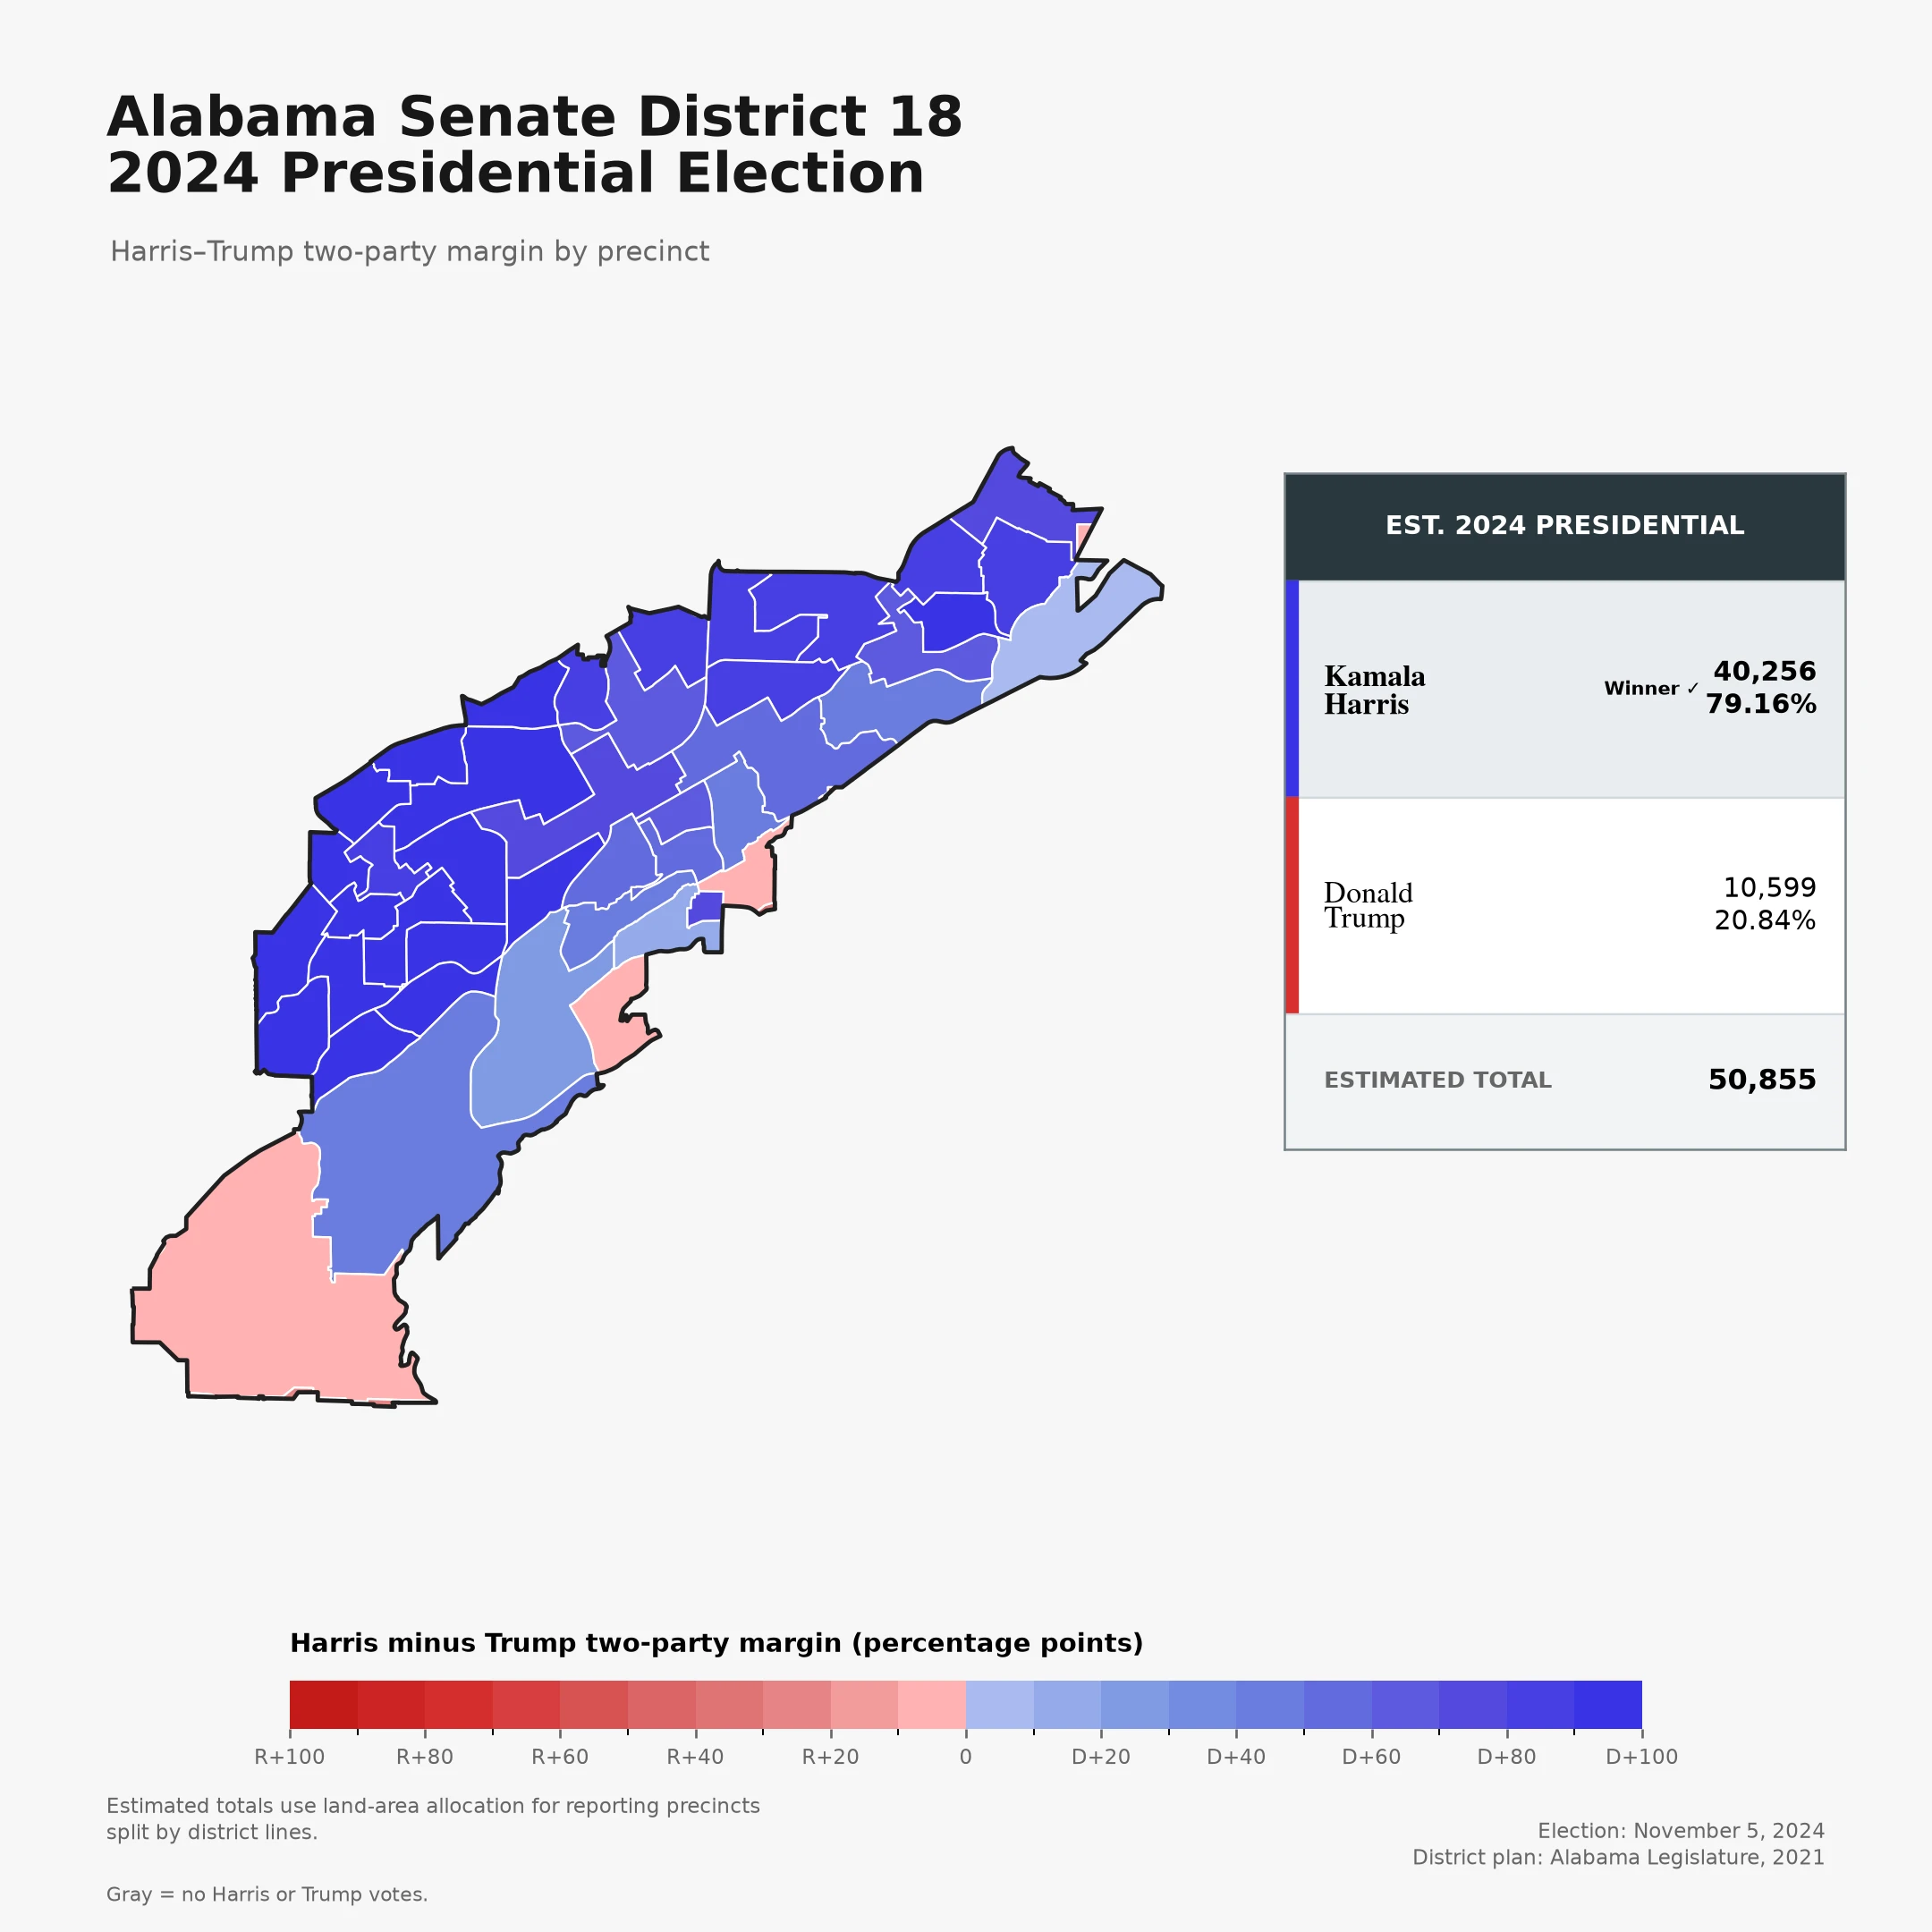 Alabama Senate District 18
2024 Presidential Election
Harris–Trump two-party margin by precinct
EST. 2024 PRESIDENTIAL
Kamala
Harris
Winner ✓
40,256
79.16%
Donald
Trump
10,599
20.84%
ESTIMATED TOTAL
50,855
Harris minus Trump two-party margin (percentage points)
R+100 R+80 R+60 R+40 R+20 0 D+20 D+40 D+60 D+80 D+100
Estimated totals use land-area allocation for reporting precincts
split by district lines.
Gray = no Harris or Trump votes.
Election: November 5, 2024
District plan: Alabama Legislature, 2021